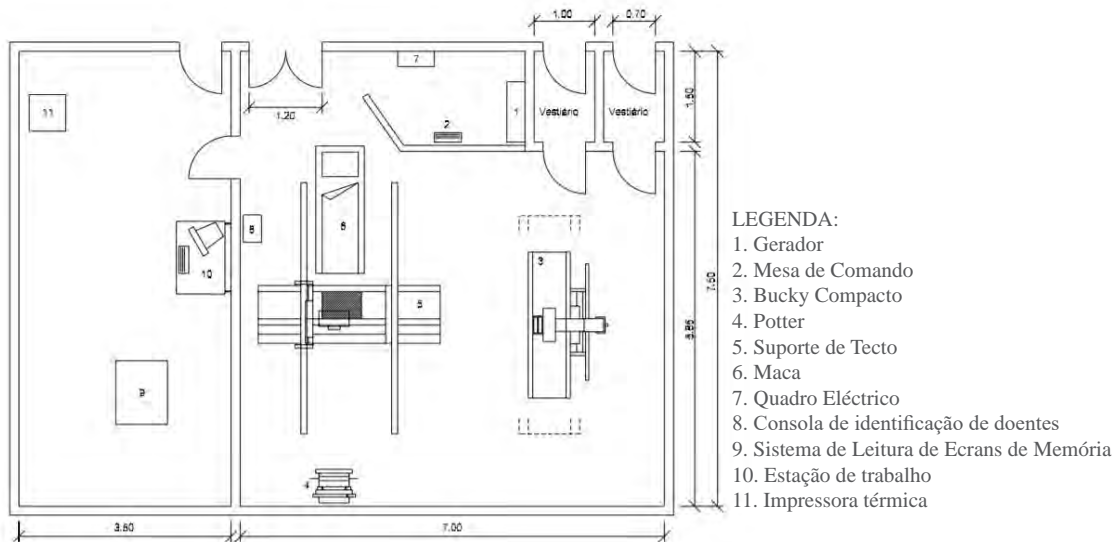 1.00
0.70
7
11
1
Vestiário
Vestiário
1.20
2
1.50
6
8
3
10
5
7.50
9
4
3.50
7.00
LEGENDA:
1. Gerador
2. Mesa de Comando
3. Bucky Compacto
4. Potter
5. Suporte de Tecto
6. Maca
7. Quadro Eléctrico
8. Consola de identificação de doentes
9. Sistema de Leitura de Ecrans de Memória
10. Estação de trabalho
11. Impressora térmica